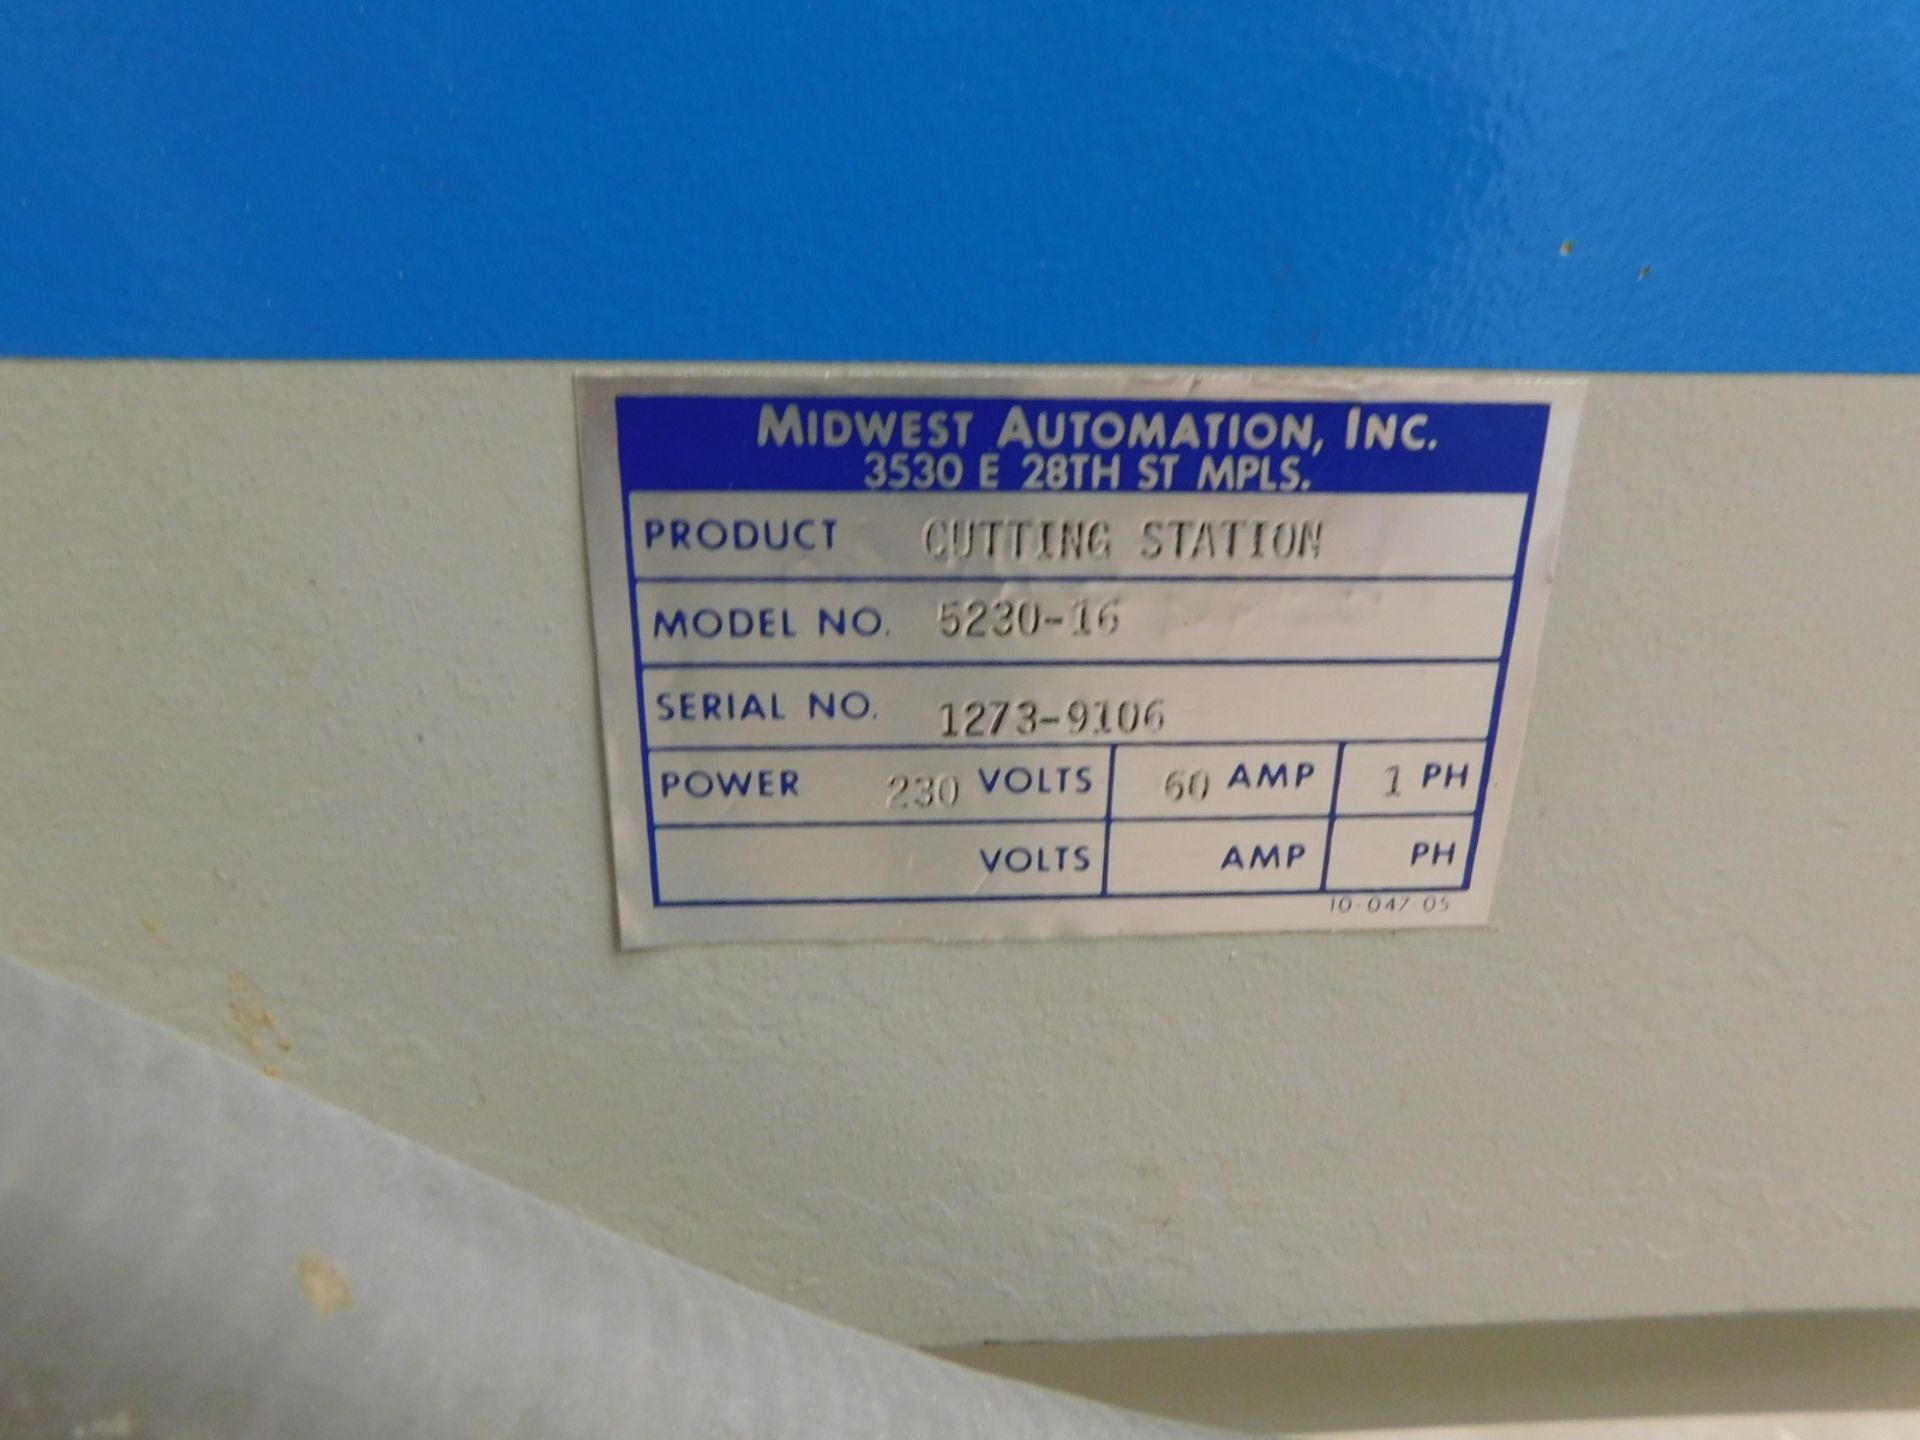 MIDWEST AUTOMATION, INC.
3530 E 28TH ST MPLS.
PRODUCT CUTTING STATION
MODEL NO. 5230-16
SERIAL NO. 1273-9106
POWER 230 VOLTS 60 AMP 1 PH
VOLTS AMP PH
10-047-05